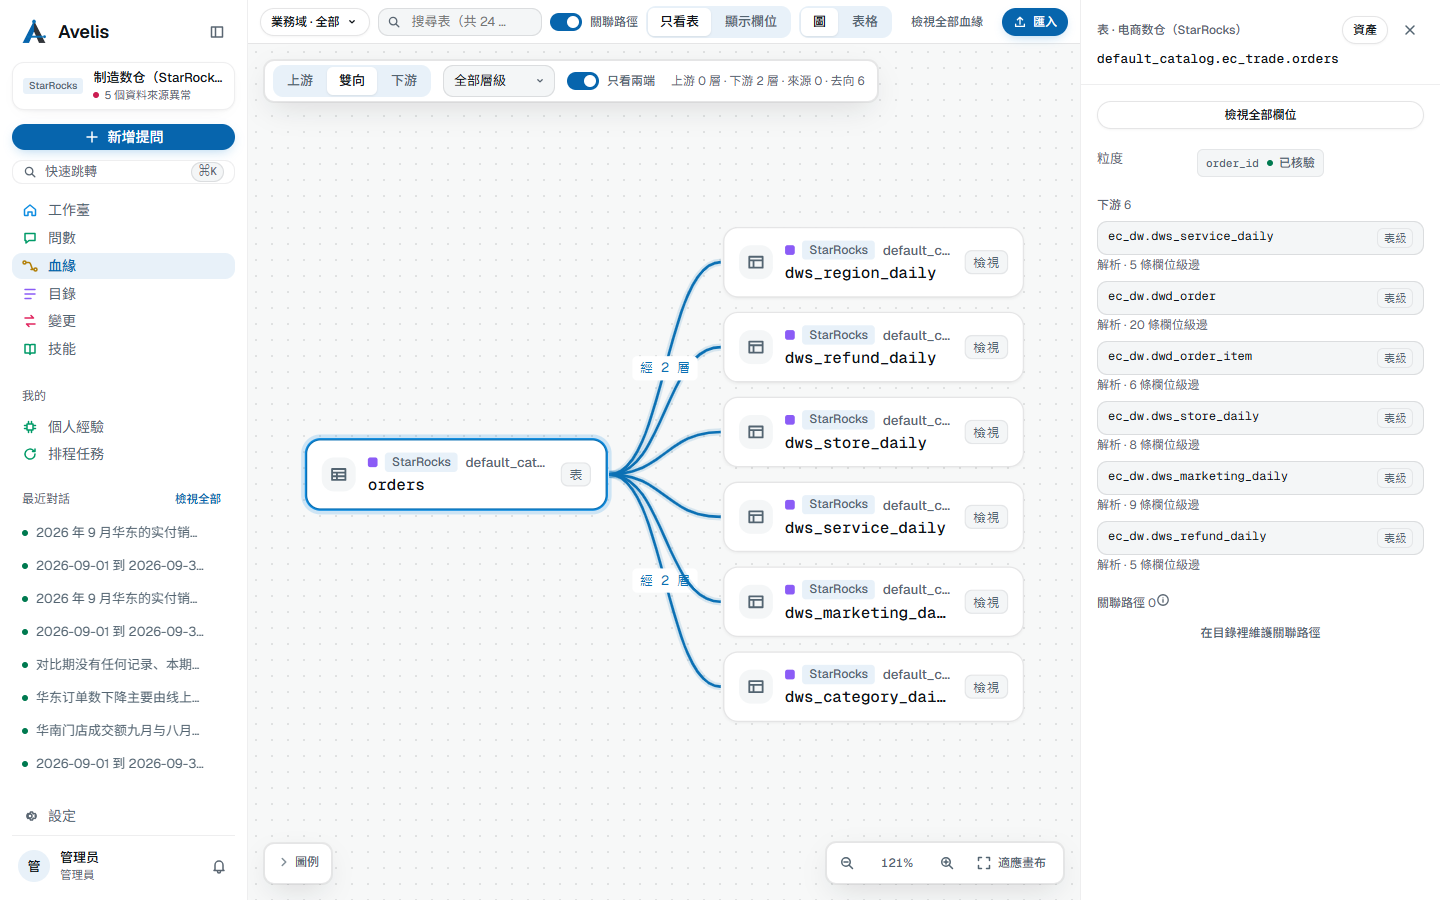 Avelis
StarRocks
制造数仓（StarRock...
5 個資料來源異常
新增提問
快速跳轉
⌘K
工作臺
問數
血緣
目錄
變更
技能
我的
個人經驗
排程任務
最近對話
檢視全部
2026 年 9 月华东的实付销...
2026-09-01 到 2026-09-3...
2026 年 9 月华东的实付销...
2026-09-01 到 2026-09-3...
对比期没有任何记录、本期...
华东订单数下降主要由线上...
华南门店成交额九月与八月...
2026-09-01 到 2026-09-3...
設定
管
管理员
管理員
業務域 · 全部
搜尋表（共 24 ...
關聯路徑
只看表
顯示欄位
圖
表格
檢視全部血緣
匯入
上游
雙向
下游
全部層級
只看兩端
上游 0 層 · 下游 2 層 · 來源 0 · 去向 6
StarRocks
default_cat...
orders
表
經 2 層
經 2 層
StarRocks
default_c...
dws_region_daily
檢視
StarRocks
default_c...
dws_refund_daily
檢視
StarRocks
default_c...
dws_store_daily
檢視
StarRocks
default_c...
dws_service_daily
檢視
StarRocks
default_c...
dws_marketing_da...
檢視
StarRocks
default_c...
dws_category_dai...
檢視
圖例
121%
適應畫布
表 · 电商数仓（StarRocks）
資產
default_catalog.ec_trade.orders
檢視全部欄位
粒度
order_id
已核驗
下游 6
ec_dw.dws_service_daily
表級
解析 · 5 條欄位級邊
ec_dw.dwd_order
表級
解析 · 20 條欄位級邊
ec_dw.dwd_order_item
表級
解析 · 6 條欄位級邊
ec_dw.dws_store_daily
表級
解析 · 8 條欄位級邊
ec_dw.dws_marketing_daily
表級
解析 · 9 條欄位級邊
ec_dw.dws_refund_daily
表級
解析 · 5 條欄位級邊
關聯路徑 0
在目錄裡維護關聯路徑